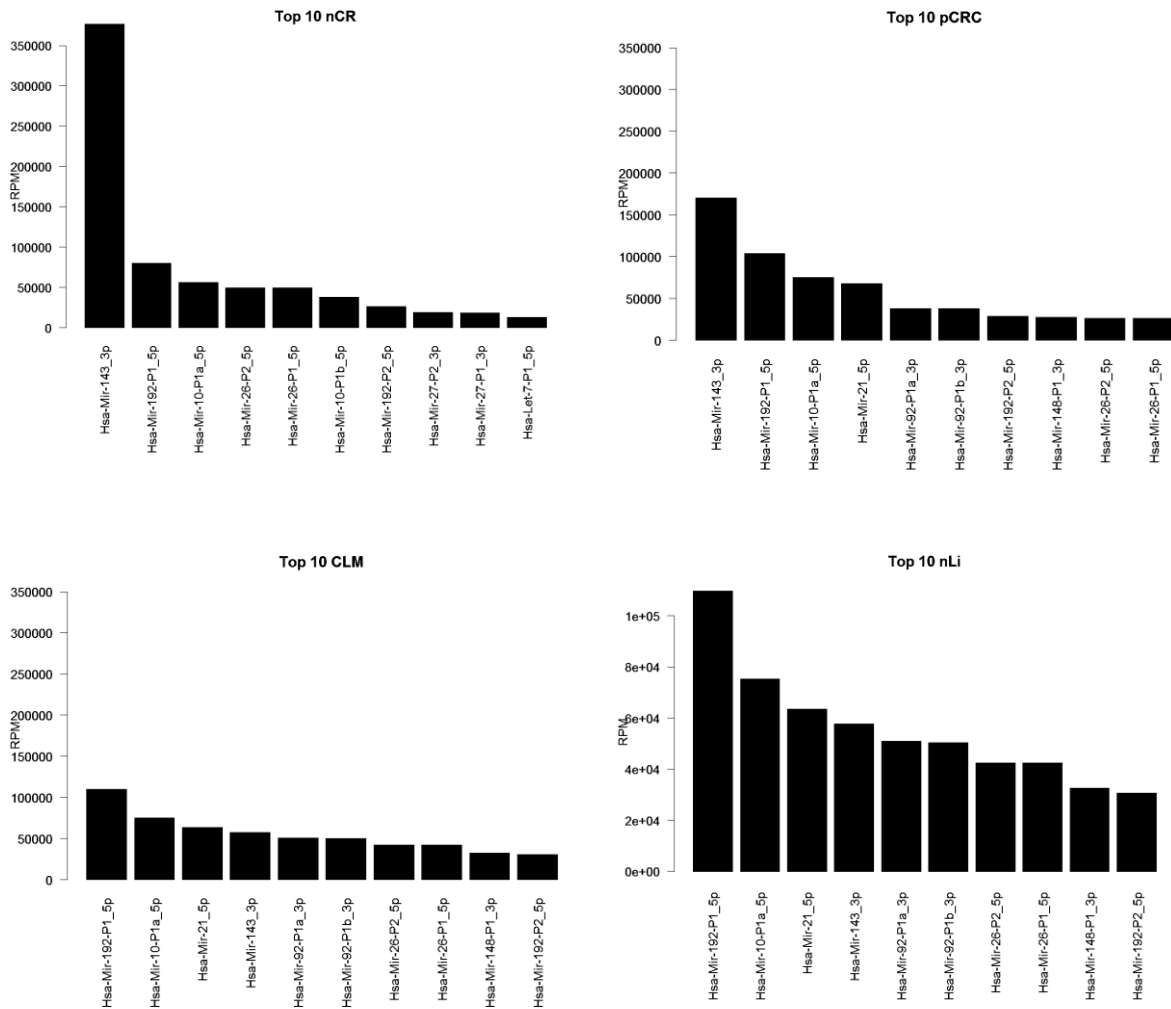 Top 10 nCR
350000
300000
250000
200000
150000
100000
50000
0
RPM
Hsa-Mir-143_3p
Hsa-Mir-192-P1_5p
Hsa-Mir-10-P1a_5p
Hsa-Mir-26-P2_5p
Hsa-Mir-26-P1_5p
Hsa-Mir-10-P1b_5p
Hsa-Mir-192-P2_5p
Hsa-Mir-27-P2_3p
Hsa-Mir-27-P1_3p
Hsa-Let-7-P1_5p
Top 10 pCRC
350000
300000
250000
200000
150000
100000
50000
0
RPM
Hsa-Mir-143_3p
Hsa-Mir-192-P1_5p
Hsa-Mir-10-P1a_5p
Hsa-Mir-21_5p
Hsa-Mir-92-P1a_3p
Hsa-Mir-92-P1b_3p
Hsa-Mir-192-P2_5p
Hsa-Mir-148-P1_3p
Hsa-Mir-26-P2_5p
Hsa-Mir-26-P1_5p
Top 10 CLM
350000
300000
250000
200000
150000
100000
50000
0
RPM
Hsa-Mir-192-P1_5p
Hsa-Mir-10-P1a_5p
Hsa-Mir-21_5p
Hsa-Mir-143_3p
Hsa-Mir-92-P1a_3p
Hsa-Mir-92-P1b_3p
Hsa-Mir-26-P2_5p
Hsa-Mir-26-P1_5p
Hsa-Mir-148-P1_3p
Hsa-Mir-192-P2_5p
Top 10 nLi
1e+05
8e+04
6e+04
4e+04
2e+04
0e+00
RPM
Hsa-Mir-192-P1_5p
Hsa-Mir-10-P1a_5p
Hsa-Mir-21_5p
Hsa-Mir-143_3p
Hsa-Mir-92-P1a_3p
Hsa-Mir-92-P1b_3p
Hsa-Mir-26-P2_5p
Hsa-Mir-26-P1_5p
Hsa-Mir-148-P1_3p
Hsa-Mir-192-P2_5p